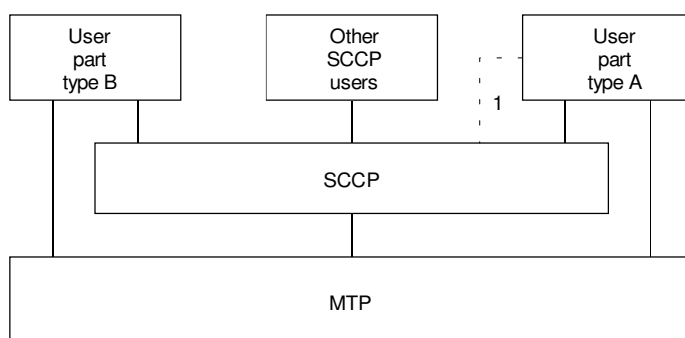 User
part
type B
Other
SCCP
users
User
part
type A
1
SCCP
MTP